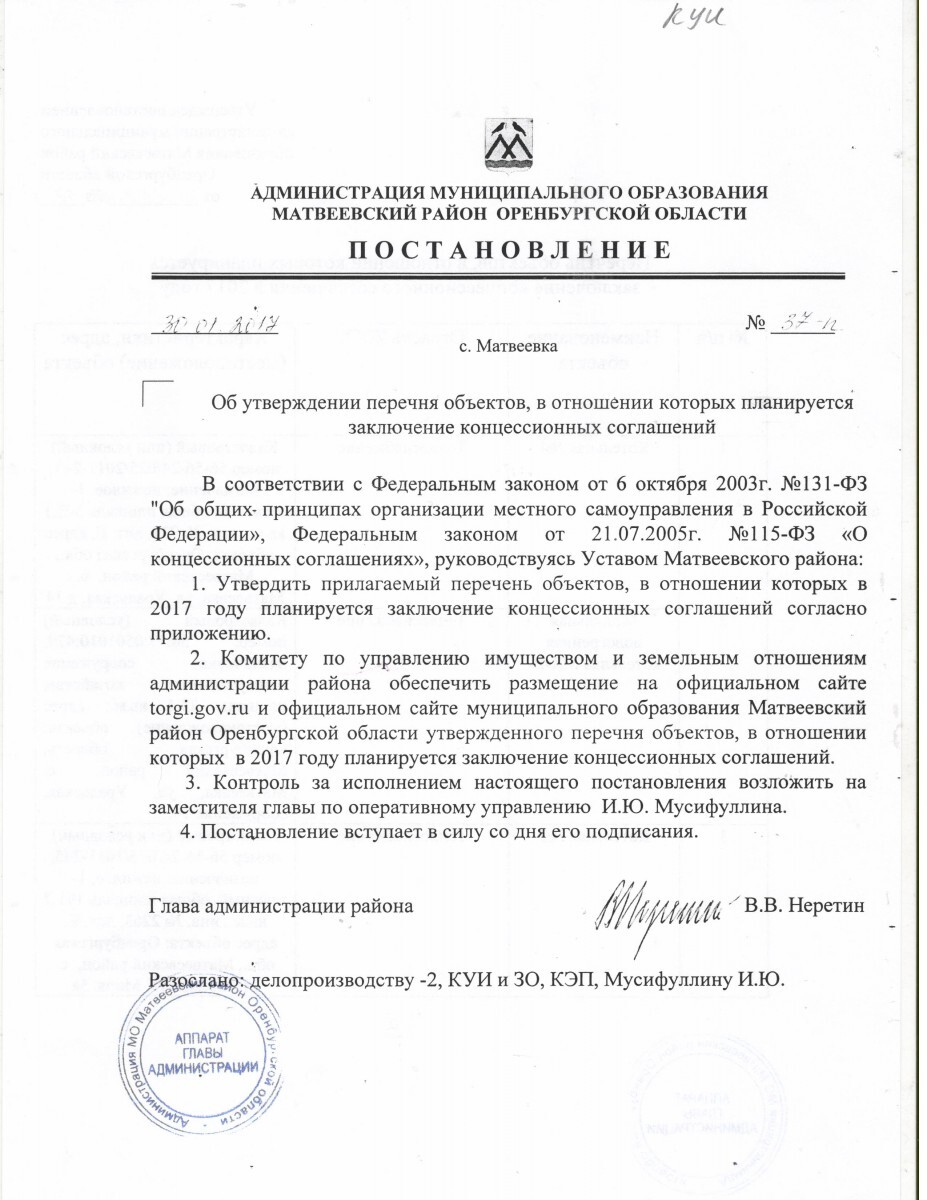 КУИ
АДМИНИСТРАЦИЯ МУНИЦИПАЛЬНОГО ОБРАЗОВАНИЯ
МАТВЕЕВСКИЙ РАЙОН ОРЕНБУРГСКОЙ ОБЛАСТИ
ПОСТАНОВЛЕНИЕ
30.01.2017 № 37-п
с. Матвеевка
Об утверждении перечня объектов, в отношении которых планируется
заключение концессионных соглашений
В соответствии с Федеральным законом от 6 октября 2003г. №131-ФЗ
"Об общих принципах организации местного самоуправления в Российской
Федерации», Федеральным законом от 21.07.2005г. №115-ФЗ «О
концессионных соглашениях», руководствуясь Уставом Матвеевского района:
1. Утвердить прилагаемый перечень объектов, в отношении которых в
2017 году планируется заключение концессионных соглашений согласно
приложению.
2. Комитету по управлению имуществом и земельным отношениям
администрации района обеспечить размещение на официальном сайте
torgi.gov.ru и официальном сайте муниципального образования Матвеевский
район Оренбургской области утвержденного перечня объектов, в отношении
которых в 2017 году планируется заключение концессионных соглашений.
3. Контроль за исполнением настоящего постановления возложить на
заместителя главы по оперативному управлению И.Ю. Мусифуллина.
4. Постановление вступает в силу со дня его подписания.
Глава администрации района В.В. Неретин
Разослано: делопроизводству -2, КУИ и ЗО, КЭП, Мусифуллину И.Ю.
Администрация МО Матвеевский район Оренбургской области
АППАРАТ
ГЛАВЫ
АДМИНИСТРАЦИИ